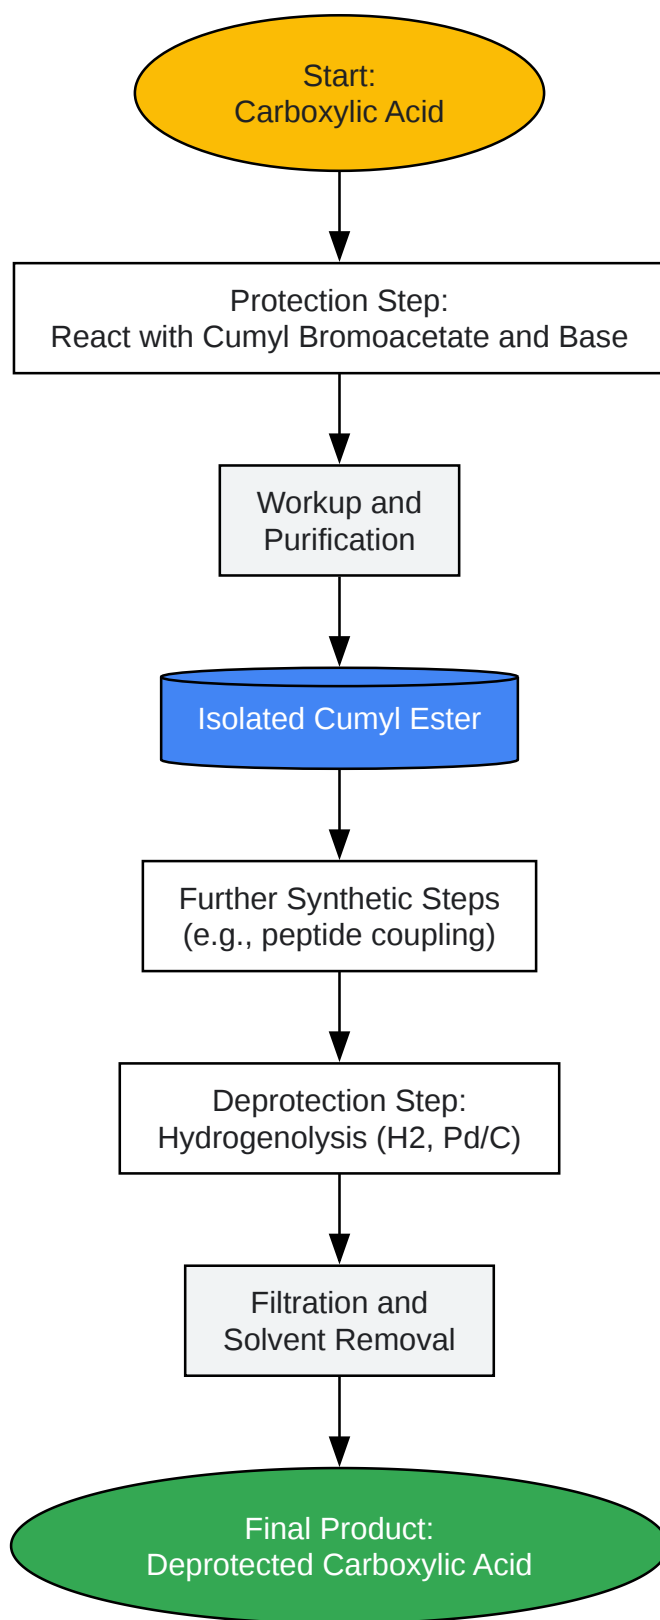 Start:
Carboxylic Acid
Protection Step:
React with Cumyl Bromoacetate and Base
Workup and
Purification
Isolated Cumyl Ester
Further Synthetic Steps
(e.g., peptide coupling)
Deprotection Step:
Hydrogenolysis (H2, Pd/C)
Filtration and
Solvent Removal
Final Product:
Deprotected Carboxylic Acid